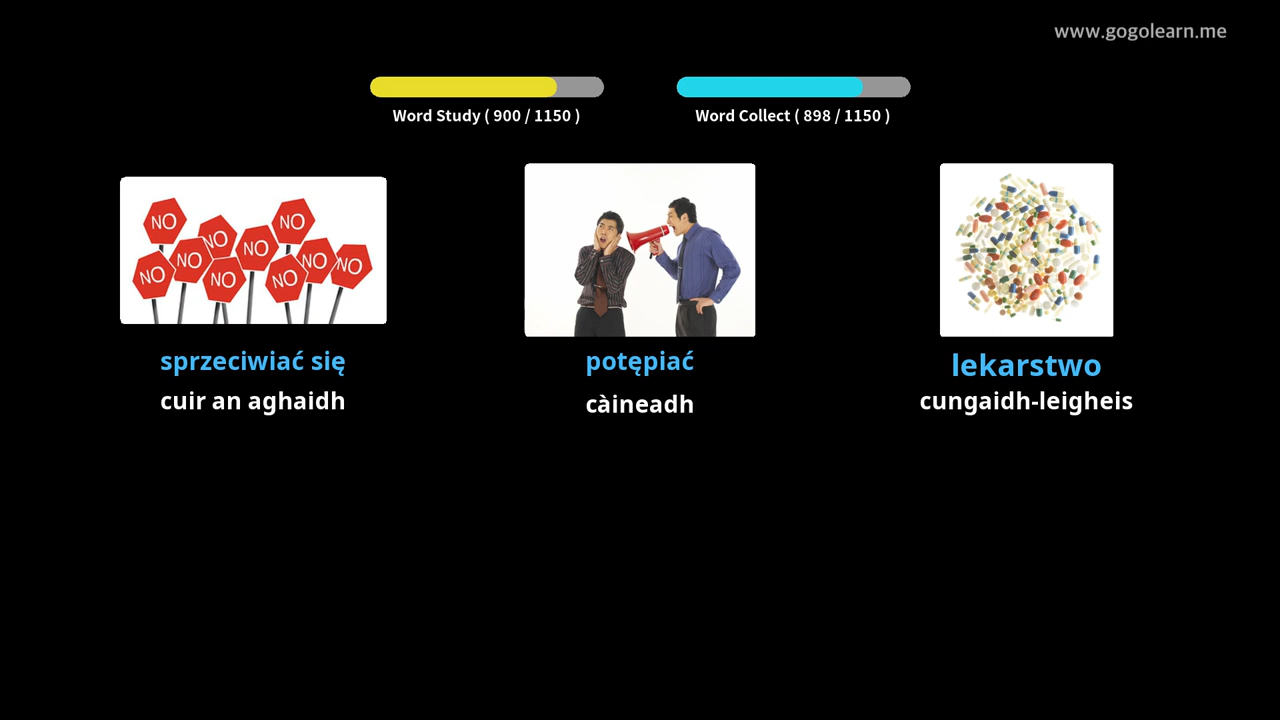 www.gogolearn.me
Word Study ( 900 / 1150 )
Word Collect ( 898 / 1150 )
NO
NO
NO
NO
NO
NO
NO
NO
NO
sprzeciwiać się
potępiać
lekarstwo
cuir an aghaidh
càineadh
cungaidh-leigheis